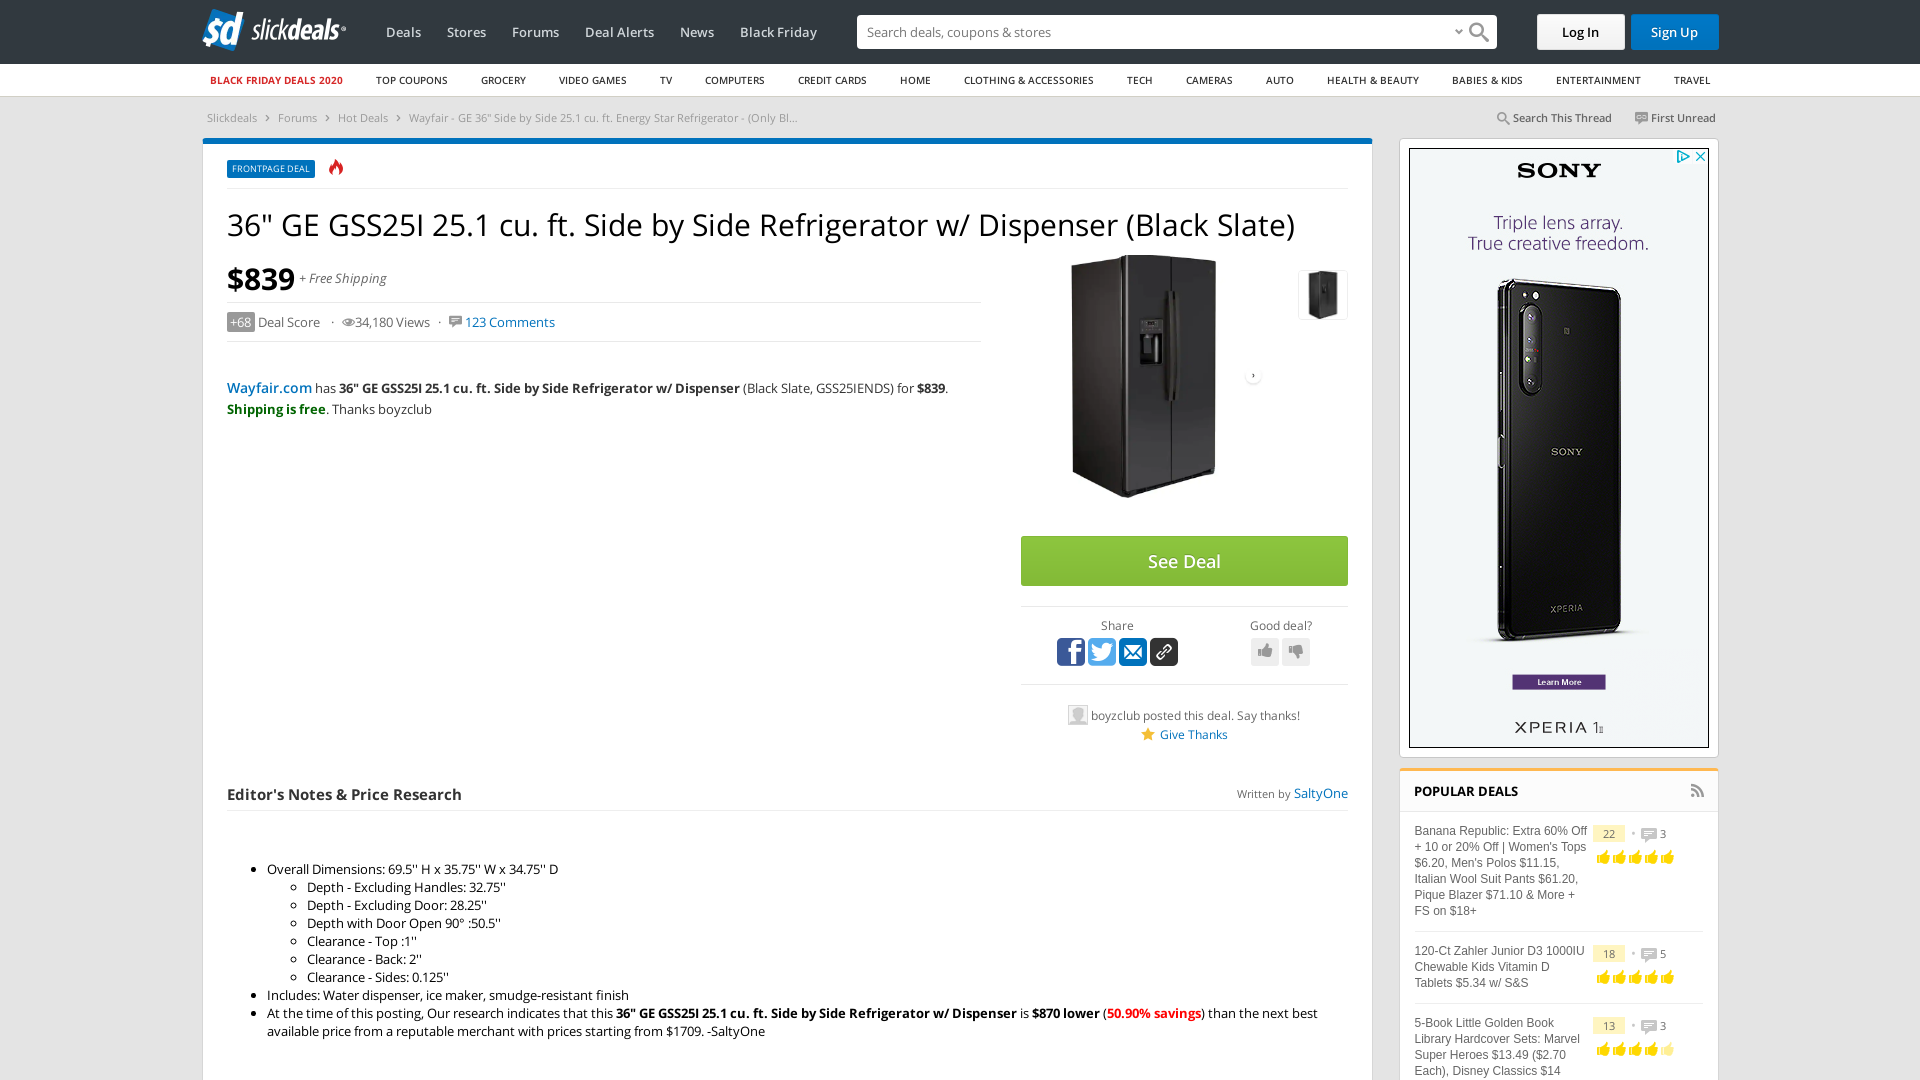 sd slickdeals
Deals
Stores
Forums
Deal Alerts
News
Black Friday
Search deals, coupons & stores
Log In
Sign Up
BLACK FRIDAY DEALS 2020
TOP COUPONS
GROCERY
VIDEO GAMES
TV
COMPUTERS
CREDIT CARDS
HOME
CLOTHING & ACCESSORIES
TECH
CAMERAS
AUTO
HEALTH & BEAUTY
BABIES & KIDS
ENTERTAINMENT
TRAVEL
Slickdeals › Forums › Hot Deals › Wayfair - GE 36" Side by Side 25.1 cu. ft. Energy Star Refrigerator - (Only Bl...
Search This Thread
First Unread
FRONTPAGE DEAL
36" GE GSS25I 25.1 cu. ft. Side by Side Refrigerator w/ Dispenser (Black Slate)
$839 + Free Shipping
+68 Deal Score · 34,180 Views · 123 Comments
Wayfair.com has 36" GE GSS25I 25.1 cu. ft. Side by Side Refrigerator w/ Dispenser (Black Slate, GSS25IENDS) for $839.
Shipping is free. Thanks boyzclub
See Deal
Share
Good deal?
boyzclub posted this deal. Say thanks!
Give Thanks
Editor's Notes & Price Research
Written by SaltyOne
• Overall Dimensions: 69.5'' H x 35.75'' W x 34.75'' D
Depth - Excluding Handles: 32.75''
Depth - Excluding Door: 28.25''
Depth with Door Open 90° :50.5''
Clearance - Top :1''
Clearance - Back: 2''
Clearance - Sides: 0.125''
• Includes: Water dispenser, ice maker, smudge-resistant finish
• At the time of this posting, Our research indicates that this 36" GE GSS25I 25.1 cu. ft. Side by Side Refrigerator w/ Dispenser is $870 lower (50.90% savings) than the next best
available price from a reputable merchant with prices starting from $1709. -SaltyOne
SONY
Triple lens array.
True creative freedom.
SONY
XPERIA
Learn More
XPERIA 1 II
POPULAR DEALS
Banana Republic: Extra 60% Off
+ 10 or 20% Off | Women's Tops
$6.20, Men's Polos $11.15,
Italian Wool Suit Pants $61.20,
Pique Blazer $71.10 & More +
FS on $18+
22 • 3
120-Ct Zahler Junior D3 1000IU
Chewable Kids Vitamin D
Tablets $5.34 w/ S&S
18 • 5
5-Book Little Golden Book
Library Hardcover Sets: Marvel
Super Heroes $13.49 ($2.70
Each), Disney Classics $14
13 • 3